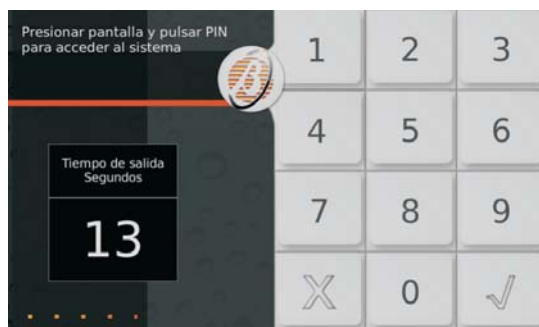 Presionar pantalla y pulsar PIN
para acceder al sistema
Tiempo de salida
Segundos
13
1 2 3
4 5 6
7 8 9
X 0 √